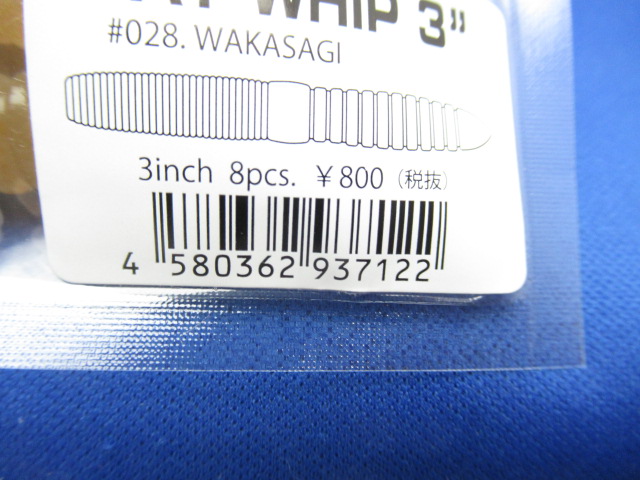 WHIP 3"
#028. WAKASAGI
3inch 8pcs. ￥800 (税抜)
4 580362 937122